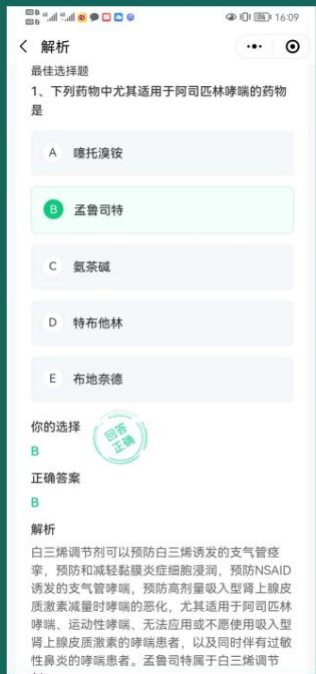 16:09
解析
最佳选择题
1、下列药物中尤其适用于阿司匹林哮喘的药物
是
A 噻托溴铵
B 孟鲁司特
C 氨茶碱
D 特布他林
E 布地奈德
你的选择
B
回答
正确
正确答案
B
解析
白三烯调节剂可以预防白三烯诱发的支气管痉
挛，预防和减轻黏膜炎症细胞浸润，预防NSAID
诱发的支气管哮喘，预防高剂量吸入型肾上腺皮
质激素减量时哮喘的恶化，尤其适用于阿司匹林
哮喘、运动性哮喘、无法应用或不愿使用吸入型
肾上腺皮质激素的哮喘患者，以及同时伴有过敏
性鼻炎的哮喘患者。孟鲁司特属于白三烯调节